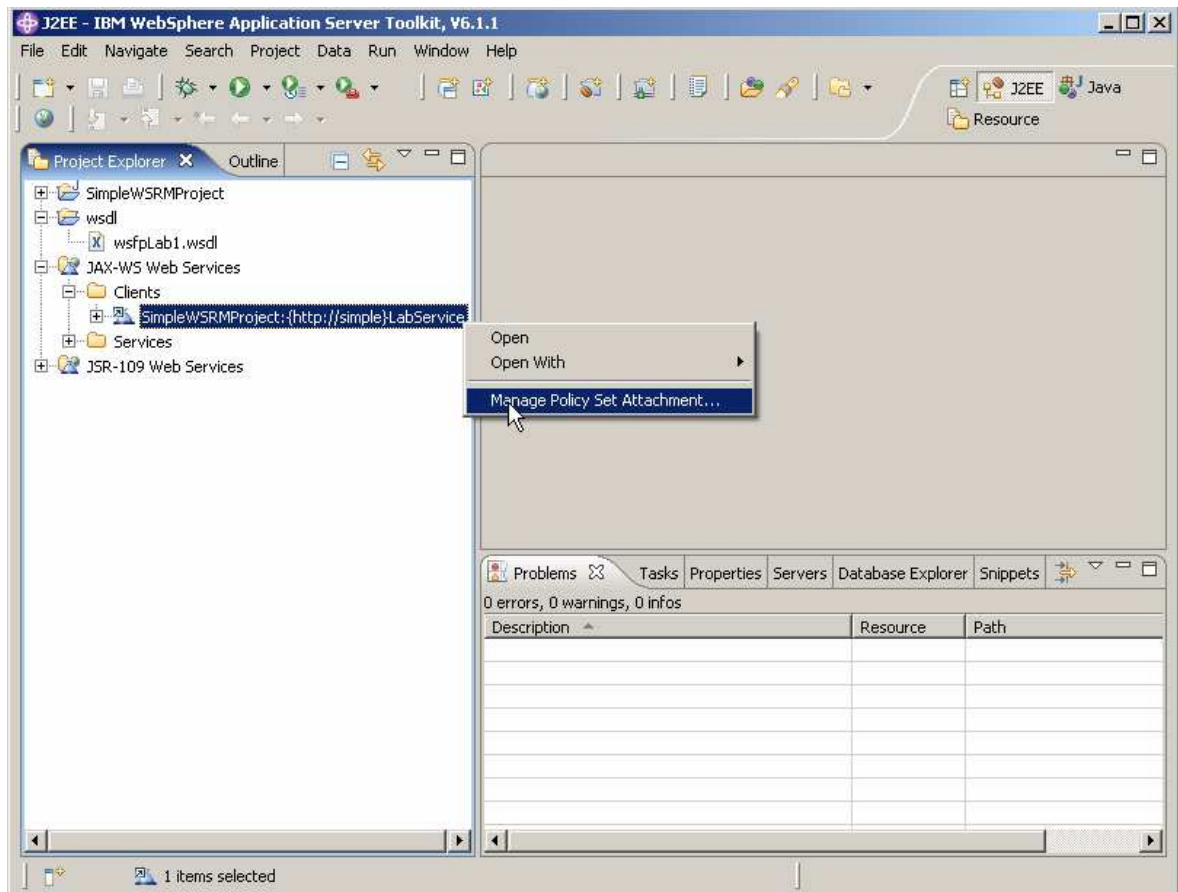 J2EE - IBM WebSphere Application Server Toolkit, V6.1.1
File Edit Navigate Search Project Data Run Window Help
J2EE Java
Resource
Project Explorer Outline
SimpleWSRMProject
wsdl
wsfpLab1.wsdl
JAX-WS Web Services
Clients
SimpleWSRMProject:{http://simple}LabService
Services
JSR-109 Web Services
Open
Open With
Manage Policy Set Attachment...
Problems Tasks Properties Servers Database Explorer Snippets
0 errors, 0 warnings, 0 infos
Description Resource Path
1 items selected